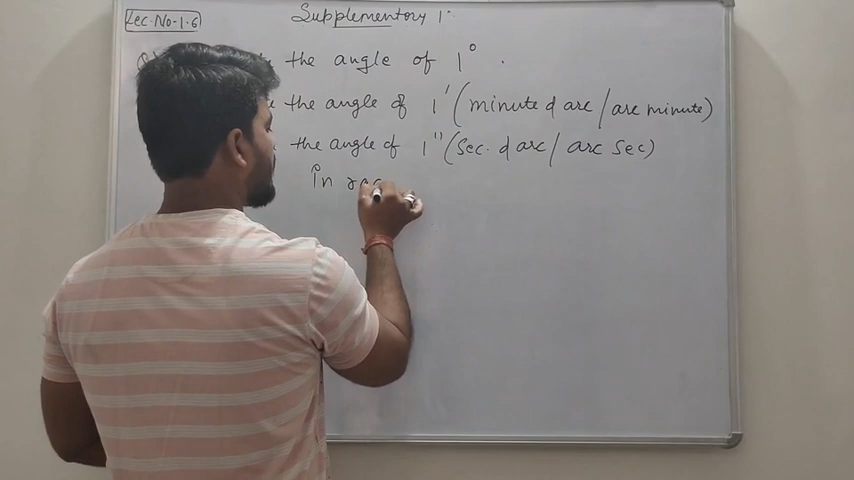 Lec.No-1.6
Supplementory 1
the angle of 1°
the angle of 1' (minute of arc / arc minute)
the angle of 1'' (Sec. of arc / arc Sec)
in